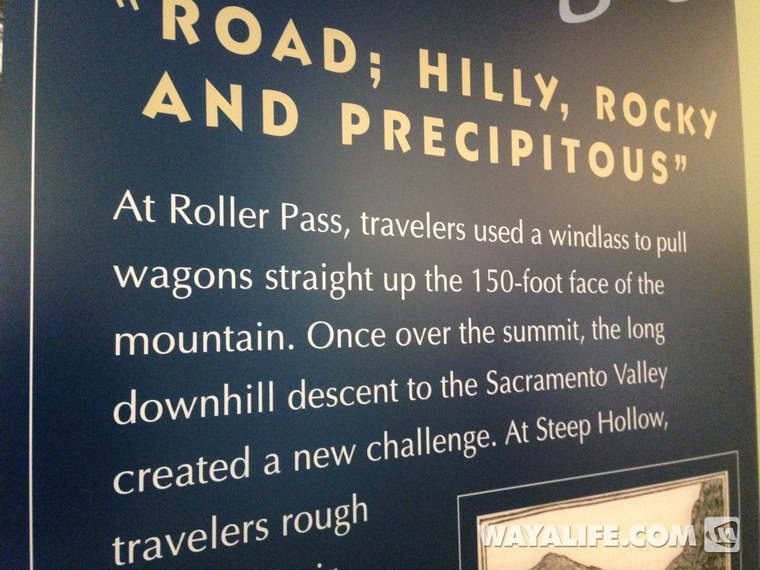 "ROAD; HILLY, ROCKY
AND PRECIPITOUS"
At Roller Pass, travelers used a windlass to pull
wagons straight up the 150-foot face of the
mountain. Once over the summit, the long
downhill descent to the Sacramento Valley
created a new challenge. At Steep Hollow,
travelers rough
WAYALIFE.COM